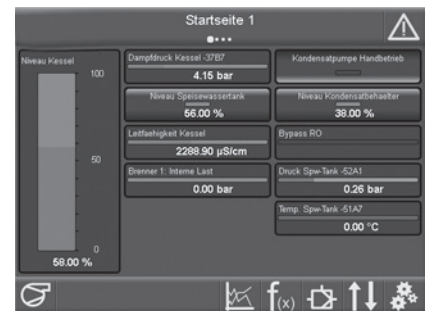 Startseite 1
Niveau Kessel
100
50
0
58.00 %
Dampfdruck Kessel -37B7
4.15 bar
Kondensatpumpe Handbetrieb
Niveau Speisewassertank
56.00 %
Niveau Kondensatbehaelter
38.00 %
Leitfaehigkeit Kessel
2288.90 µS/cm
Bypass RO
Brenner 1: Interne Last
0.00 bar
Druck Spw-Tank -52A1
0.26 bar
Temp. Spw-Tank -51A7
0.00 °C
f(x)